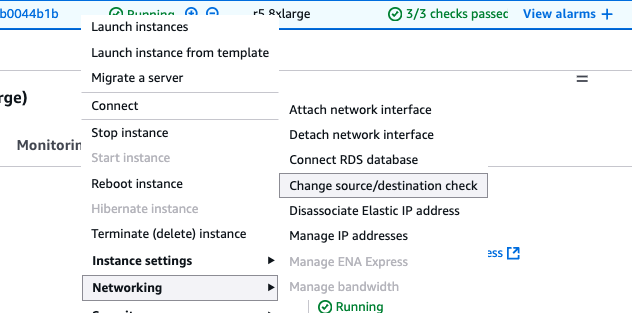 b0044b1b
Running
r5.8xlarge
3/3 checks passed
View alarms
Launch instances
Launch instance from template
Migrate a server
rge)
Connect
Attach network interface
Stop instance
Detach network interface
Monitorin
Start instance
Connect RDS database
Reboot instance
Change source/destination check
Hibernate instance
Disassociate Elastic IP address
Terminate (delete) instance
Manage IP addresses
ess
Instance settings
Manage ENA Express
Networking
Manage bandwidth
Running